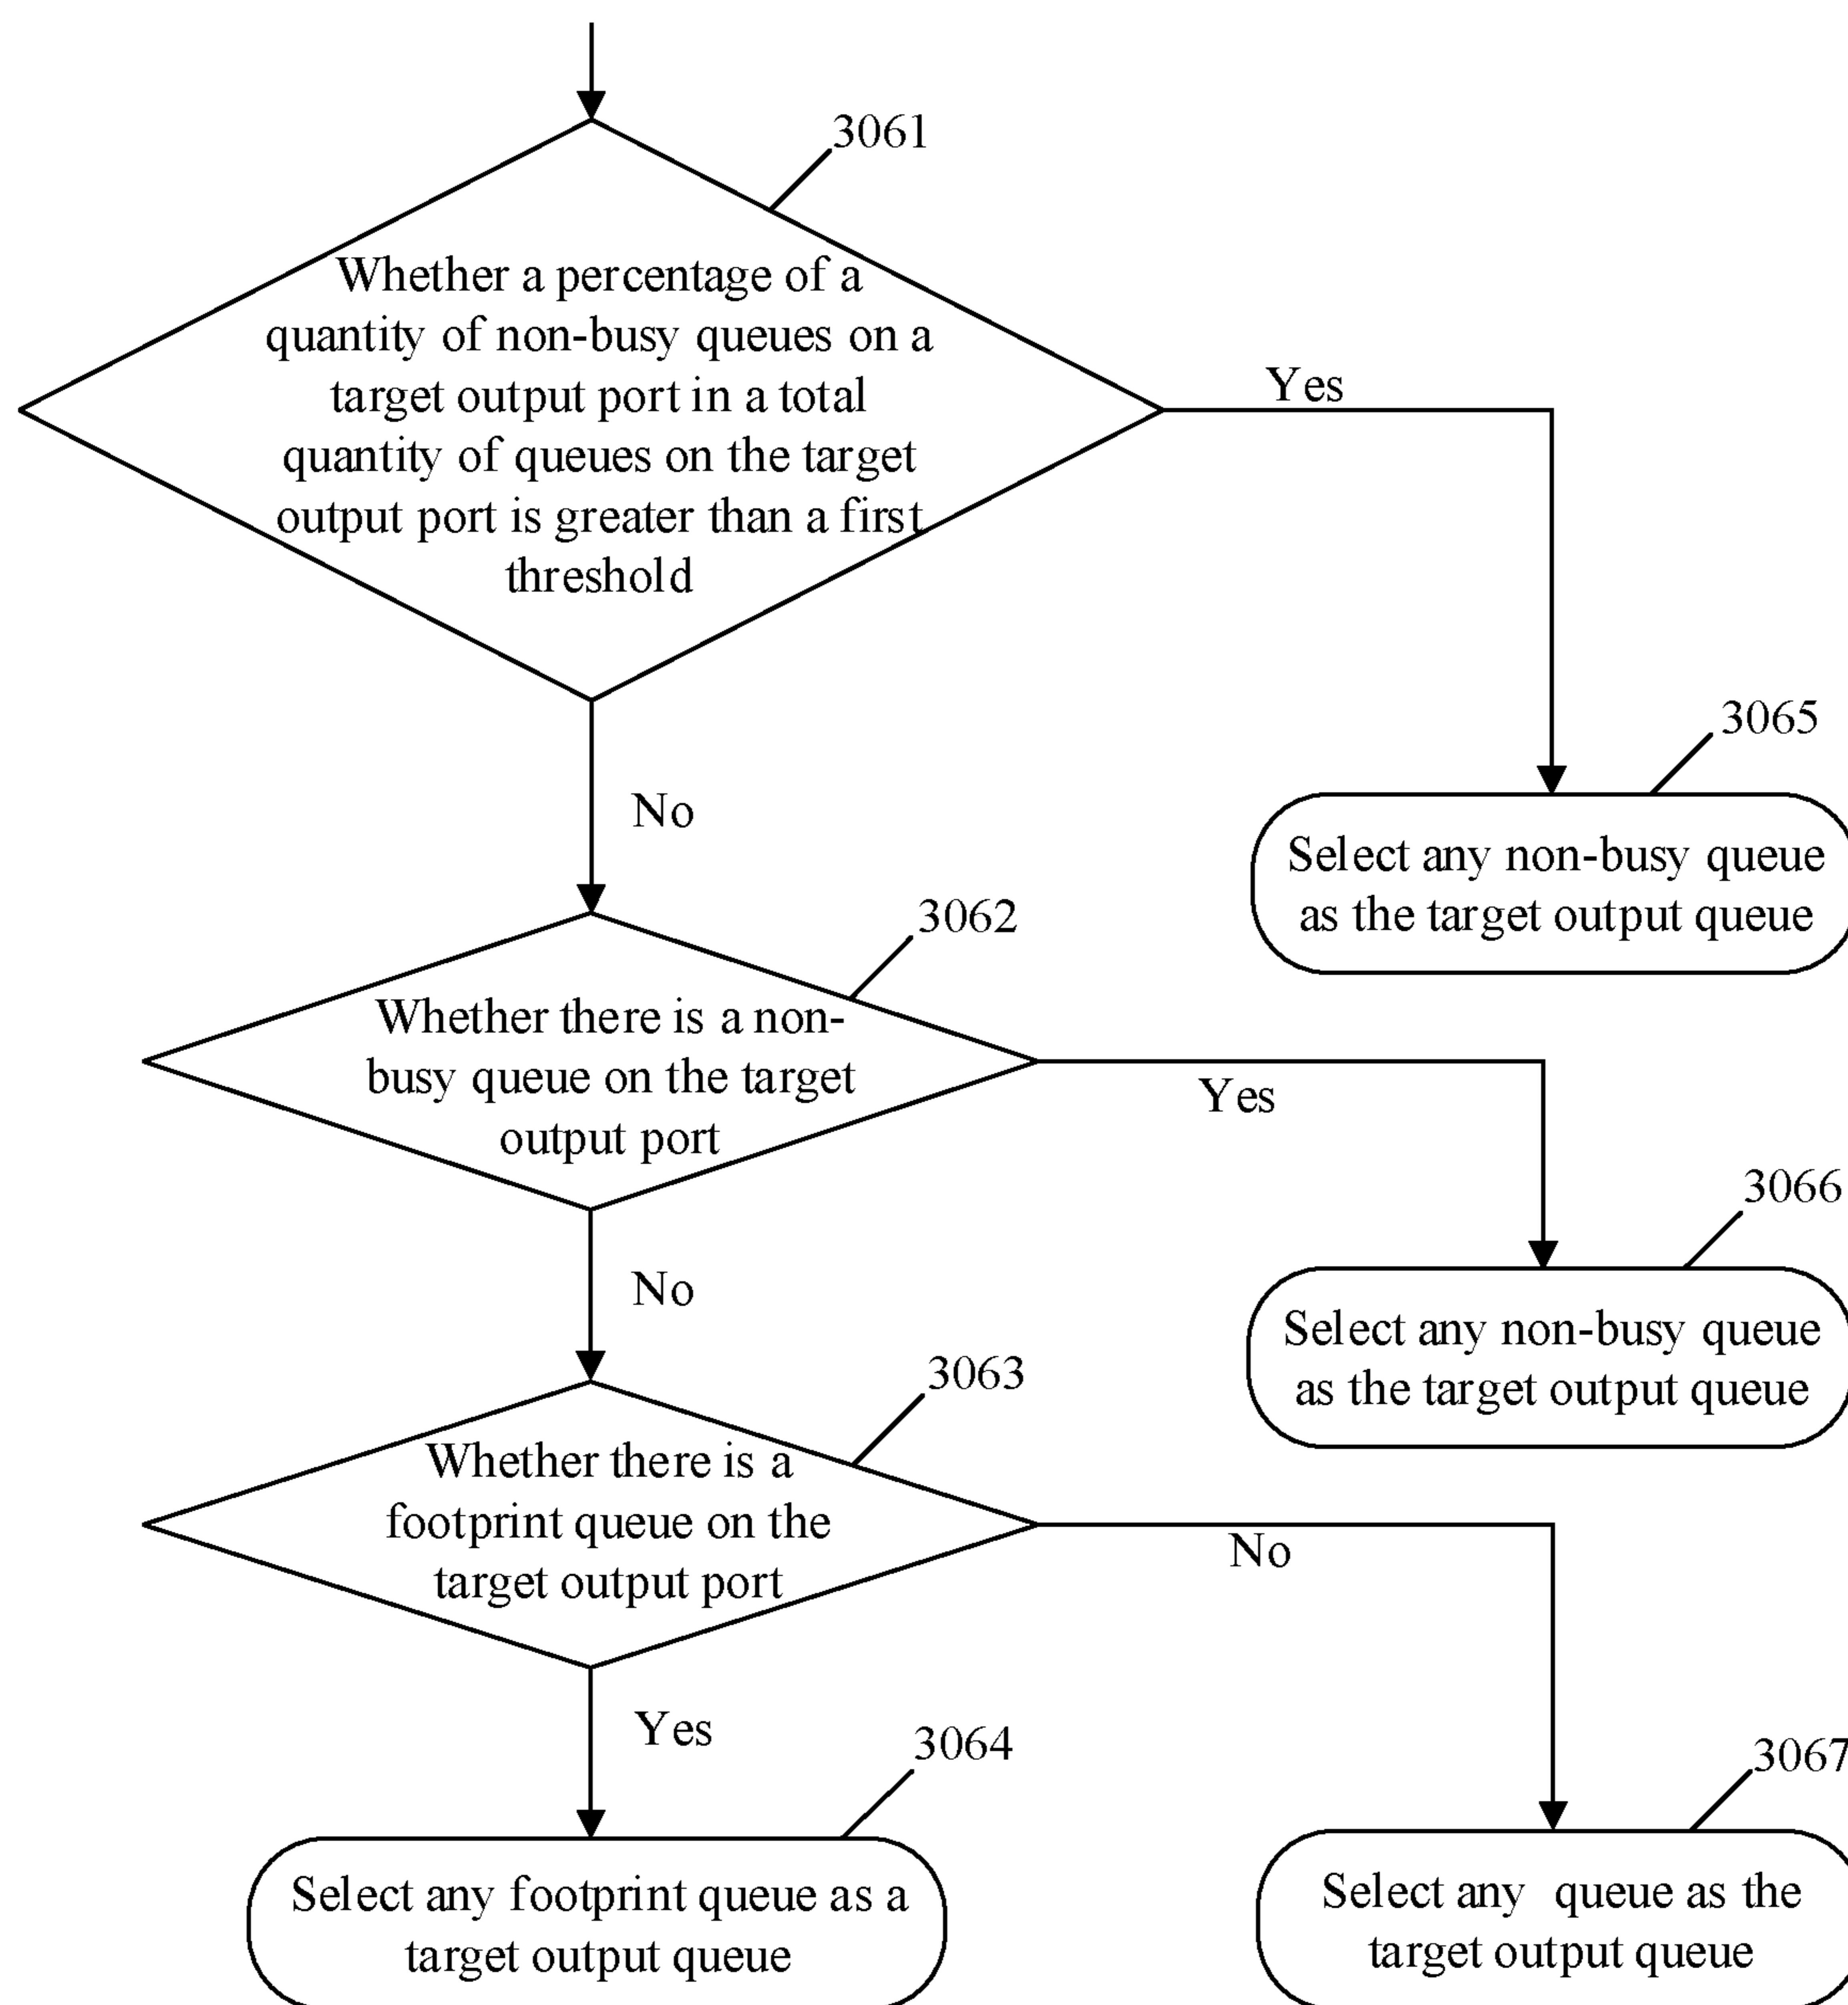 3061
Whether a percentage of a
quantity of non-busy queues on a
target output port in a total
quantity of queues on the target
output port is greater than a first
threshold
Yes
No
3065
Select any non-busy queue
as the target output queue
3062
Whether there is a non-
busy queue on the target
output port
Yes
No
3066
Select any non-busy queue
as the target output queue
3063
Whether there is a
footprint queue on the
target output port
No
Yes
3064
Select any footprint queue as a
target output queue
3067
Select any queue as the
target output queue